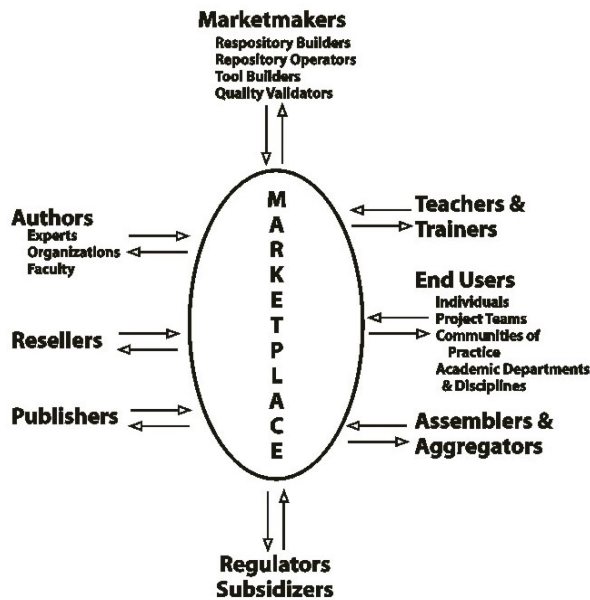 Marketmakers
Respository Builders
Repository Operators
Tool Builders
Quality Validators
MARKETPLACE
Authors
Experts
Organizations
Faculty
Resellers
Publishers
Teachers &
Trainers
End Users
Individuals
Project Teams
Communities of
Practice
Academic Departments
& Disciplines
Assemblers &
Aggregators
Regulators
Subsidizers